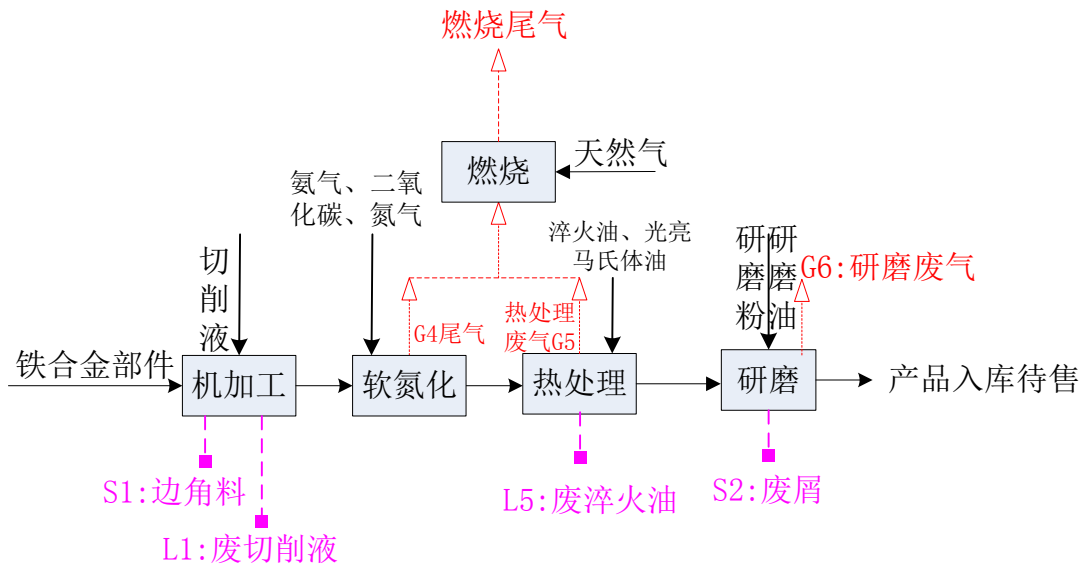 燃烧尾气
燃烧
天然气
氨气、二氧
化碳、氮气
淬火油、光亮
马氏体油
切削液
研磨粉
研磨油
G6:研磨废气
G4尾气
热处理
废气G5
铁合金部件
机加工
软氮化
热处理
研磨
产品入库待售
S1:边角料
L1:废切削液
L5:废淬火油
S2:废屑